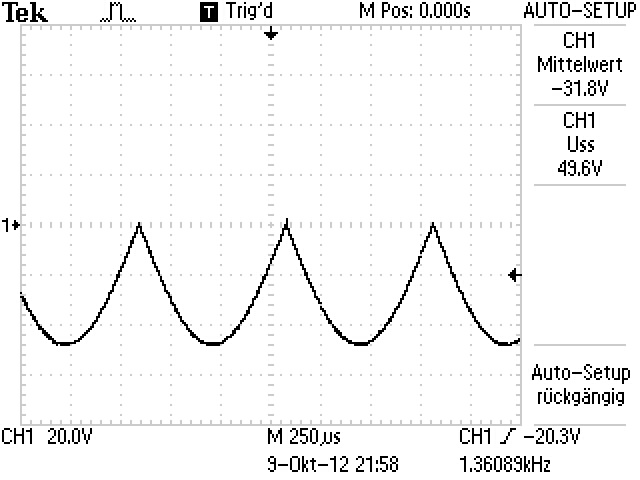 Tek T Trig'd M Pos: 0.000s AUTO-SETUP
CH1
Mittelwert
-31.8V
CH1
Uss
49.6V
1
Auto-Setup
rückgängig
CH1 20.0V M 250µs CH1 -20.3V
9-Okt-12 21:58 1.36089kHz